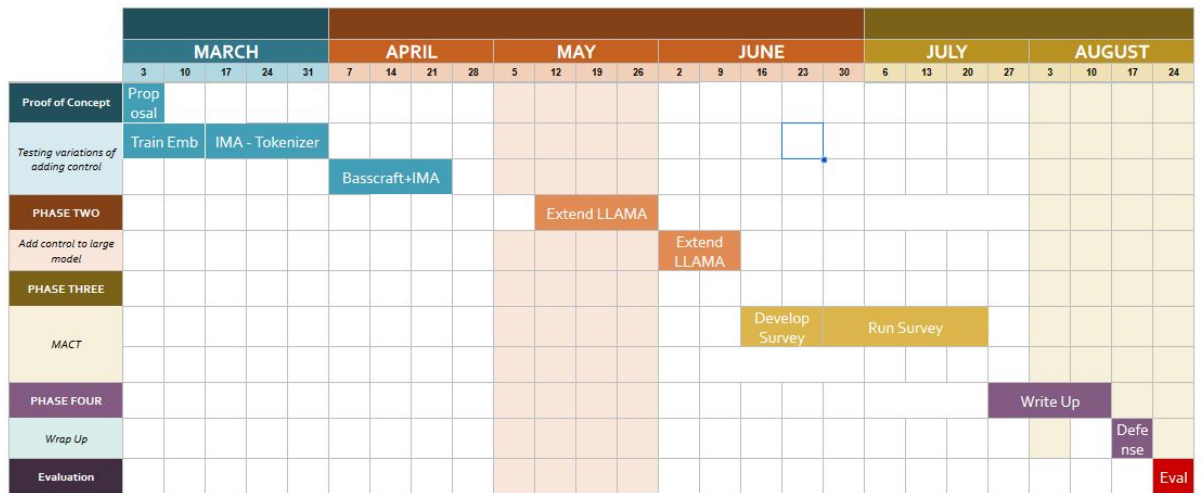 MARCH APRIL MAY JUNE JULY AUGUST
3 10 17 24 31 7 14 21 28 5 12 19 26 2 9 16 23 30 6 13 20 27 3 10 17 24
Proof of Concept
Prop
osal
Testing variations of
adding control
Train Emb
IMA - Tokenizer
Basscraft+IMA
PHASE TWO
Extend LLAMA
Add control to large
model
Extend
LLAMA
PHASE THREE
MACT
Develop
Survey
Run Survey
PHASE FOUR
Write Up
Wrap Up
Defe
nse
Evaluation
Eval